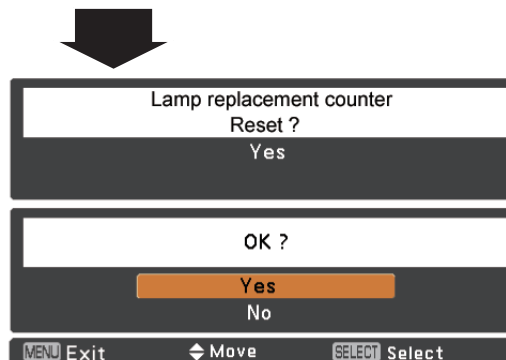 Lamp replacement counter
Reset ?
Yes
OK ?
Yes
No
MENU Exit Move SELECT Select